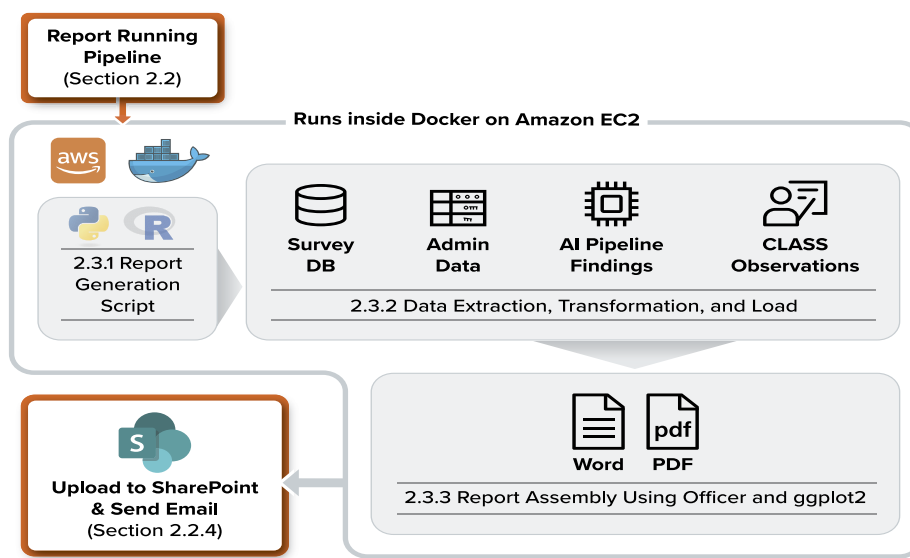 Report Running
Pipeline
(Section 2.2)
Runs inside Docker on Amazon EC2
aws
R
2.3.1 Report
Generation
Script
Survey
DB
Admin
Data
AI Pipeline
Findings
CLASS
Observations
2.3.2 Data Extraction, Transformation, and Load
pdf
Word
PDF
2.3.3 Report Assembly Using Officer and ggplot2
S
Upload to SharePoint
& Send Email
(Section 2.2.4)